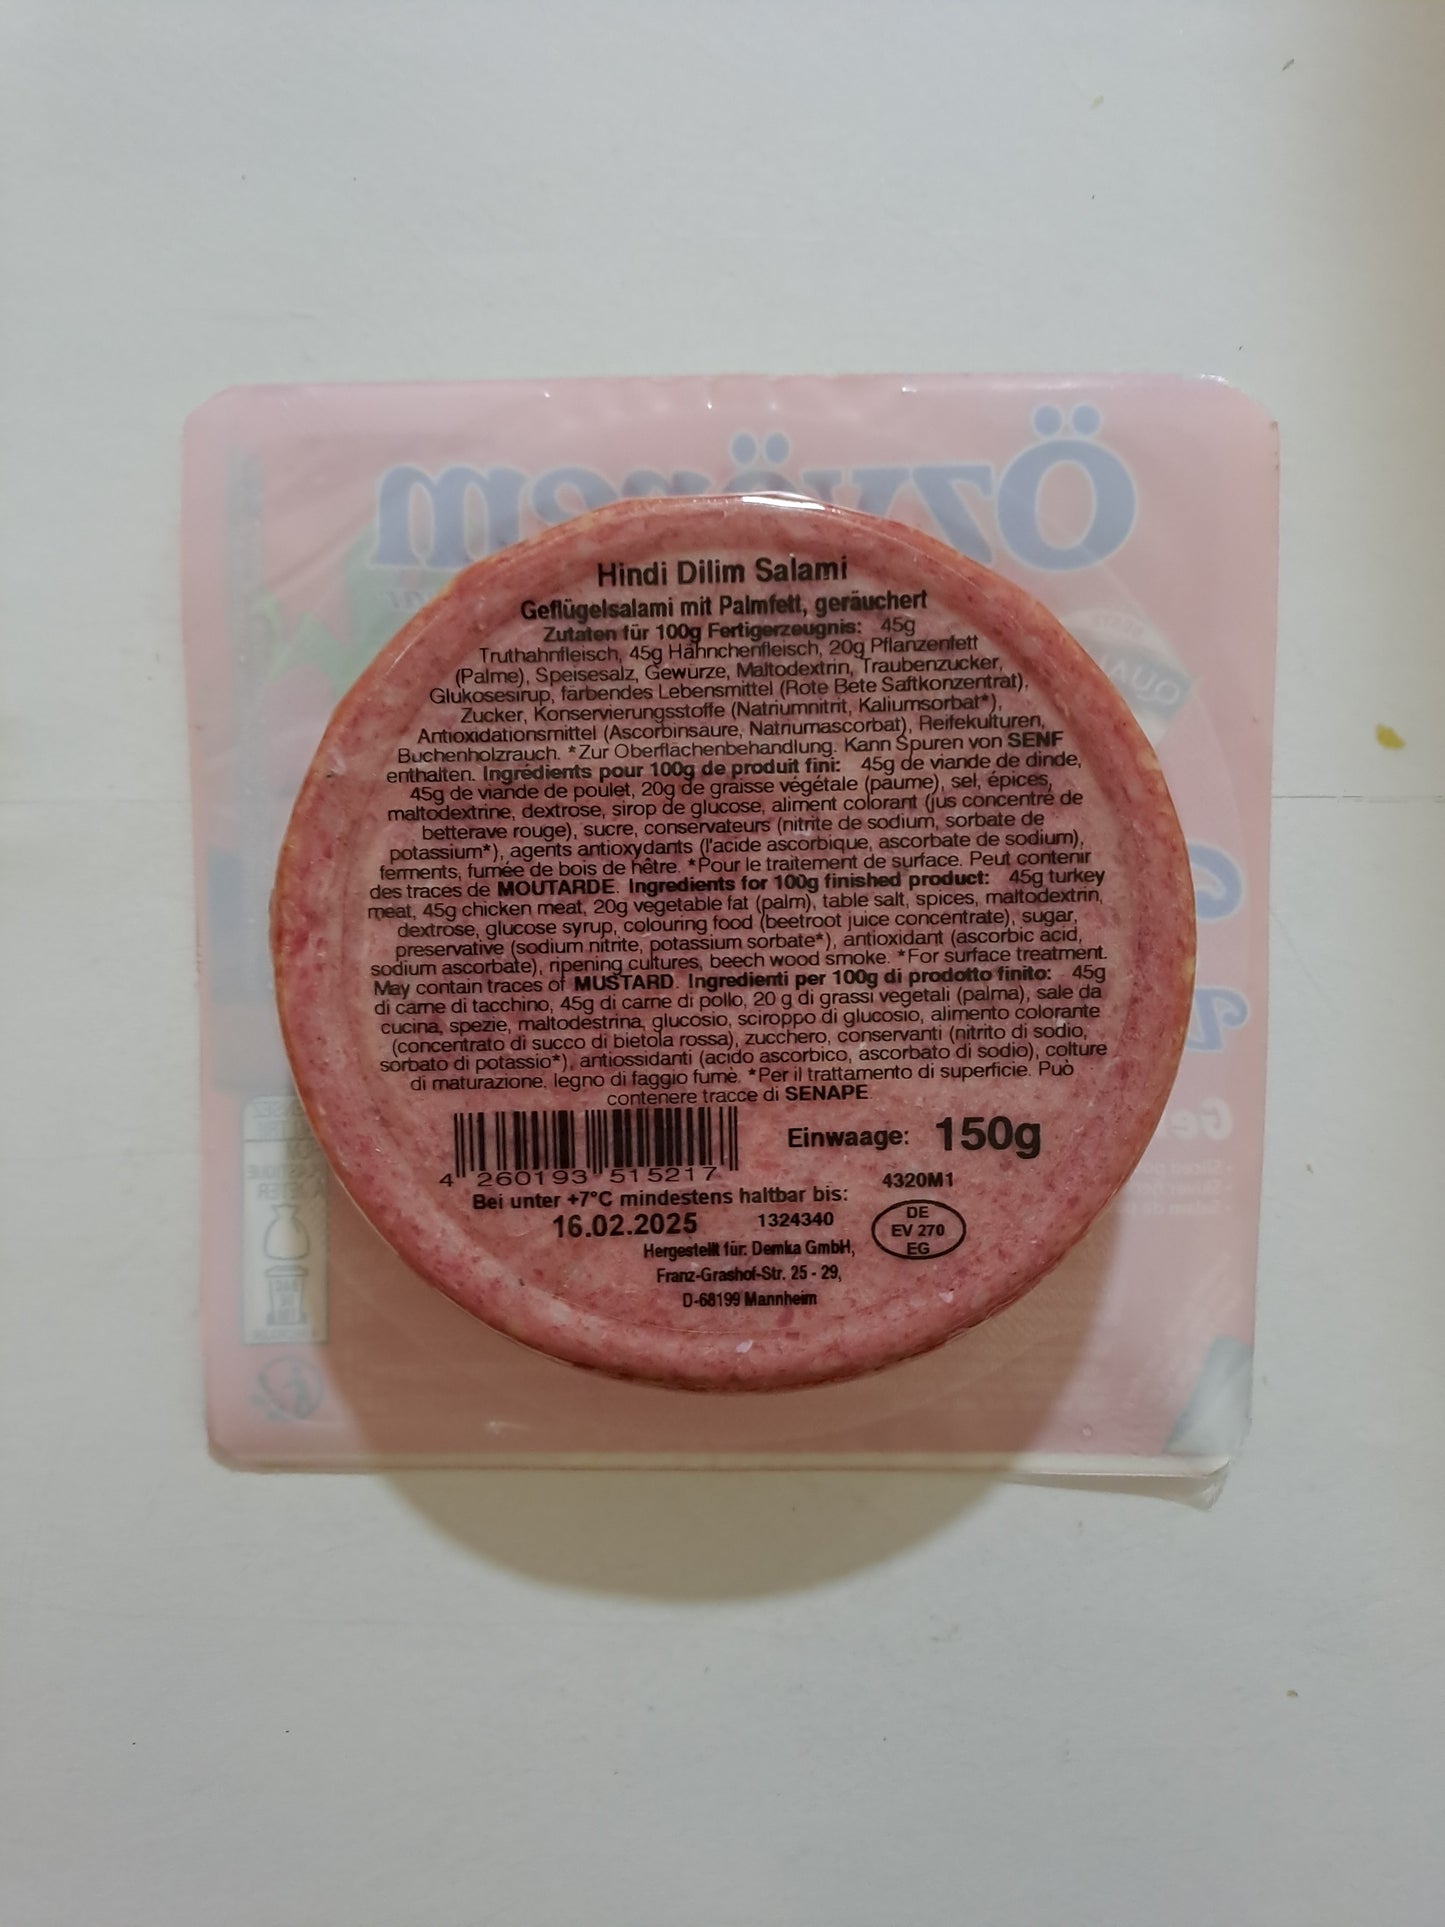 Özyörem
Hindi Dilim Salami
Geflügelsalami mit Palmfett, geräuchert
Zutaten für 100g Fertigerzeugnis: 45g
Truthahnfleisch, 45g Hähnchenfleisch, 20g Pflanzenfett
(Palme), Speisesalz, Gewürze, Maltodextrin, Traubenzucker,
Glukosesirup, färbendes Lebensmittel (Rote Bete Saftkonzentrat),
Zucker, Konservierungsstoffe (Natriumnitrit, Kaliumsorbat*),
Antioxidationsmittel (Ascorbinsäure, Natriumascorbat), Reifekulturen,
Buchenholzrauch. *Zur Oberflächenbehandlung. Kann Spuren von SENF
enthalten. Ingrédients pour 100g de produit fini: 45g de viande de dinde,
45g de viande de poulet, 20g de graisse végétale (paume), sel, épices,
maltodextrine, dextrose, sirop de glucose, aliment colorant (jus concentré de
betterave rouge), sucre, conservateurs (nitrite de sodium, sorbate de
potassium*), agents antioxydants (l'acide ascorbique, ascorbate de sodium),
ferments, fumée de bois de hêtre. *Pour le traitement de surface. Peut contenir
des traces de MOUTARDE. Ingredients for 100g finished product: 45g turkey
meat, 45g chicken meat, 20g vegetable fat (palm), table salt, spices, maltodextrin,
dextrose, glucose syrup, colouring food (beetroot juice concentrate), sugar,
preservative (sodium nitrite, potassium sorbate*), antioxidant (ascorbic acid,
sodium ascorbate), ripening cultures, beech wood smoke. *For surface treatment.
May contain traces of MUSTARD. Ingredienti per 100g di prodotto finito: 45g
di carne di tacchino, 45g di carne di pollo, 20 g di grassi vegetali (palma), sale da
cucina, spezie, maltodestrina, glucosio, sciroppo di glucosio, alimento colorante
(concentrato di succo di bietola rossa), zucchero, conservanti (nitrito di sodio,
sorbato di potassio*), antiossidanti (acido ascorbico, ascorbato di sodio), colture
di maturazione, legno di faggio fumè. *Per il trattamento di superficie. Può
contenere tracce di SENAPE.
4 260193 515217
Einwaage: 150g
4320M1
Bei unter +7°C mindestens haltbar bis:
16.02.2025 1324340
DE
EV 270
EG
Hergestellt für: Demka GmbH,
Franz-Grashof-Str. 25 - 29,
D-68199 Mannheim